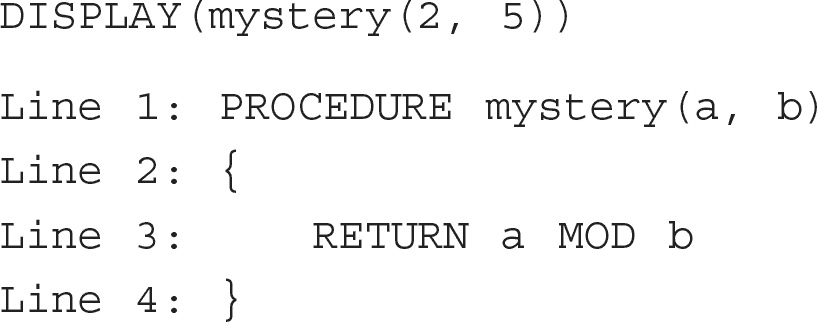 DISPLAY(mystery(2, 5))
Line 1: PROCEDURE mystery(a, b)
Line 2: {
Line 3:    RETURN a MOD b
Line 4: }